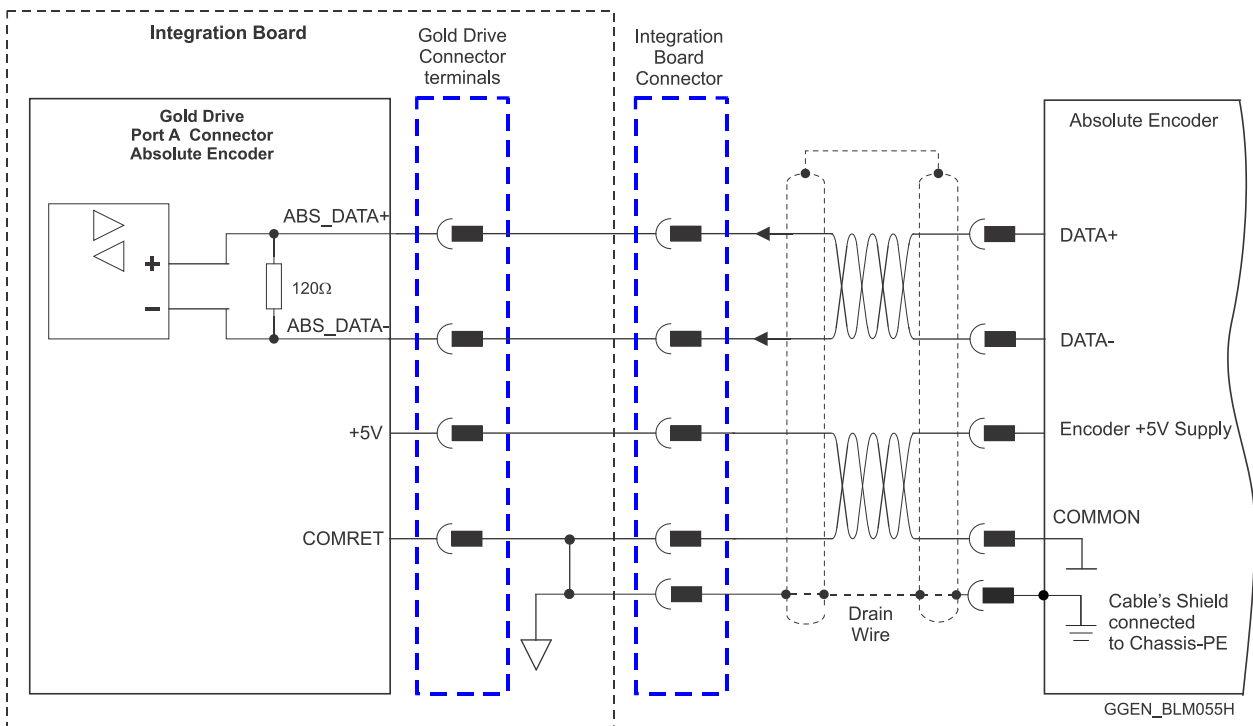 Integration Board
Gold Drive
Connector
terminals
Integration
Board
Connector
Gold Drive
Port A Connector
Absolute Encoder
Absolute Encoder
ABS_DATA+
DATA+
+
120Ω
−
ABS_DATA-
DATA-
+5V
Encoder +5V Supply
COMRET
COMMON
Drain
Wire
Cable's Shield
connected
to Chassis-PE
GGEN_BLM055H